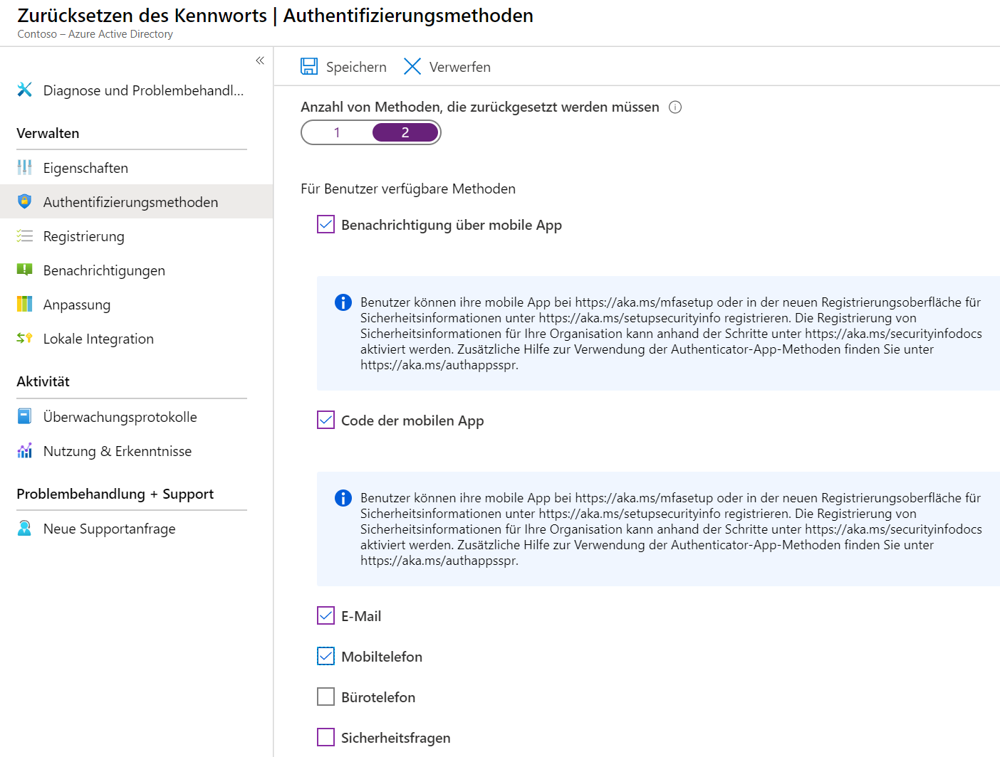 Zurücksetzen des Kennworts | Authentifizierungsmethoden
Contoso – Azure Active Directory
«
Diagnose und Problembehandl...
Verwalten
Eigenschaften
Authentifizierungsmethoden
Registrierung
Benachrichtigungen
Anpassung
Lokale Integration
Aktivität
Überwachungsprotokolle
Nutzung & Erkenntnisse
Problembehandlung + Support
Neue Supportanfrage
Speichern Verwerfen
Anzahl von Methoden, die zurückgesetzt werden müssen
1 2
Für Benutzer verfügbare Methoden
Benachrichtigung über mobile App
Benutzer können ihre mobile App bei https://aka.ms/mfasetup oder in der neuen Registrierungsoberfläche für
Sicherheitsinformationen unter https://aka.ms/setupsecurityinfo registrieren. Die Registrierung von
Sicherheitsinformationen für Ihre Organisation kann anhand der Schritte unter https://aka.ms/securityinfodocs
aktiviert werden. Zusätzliche Hilfe zur Verwendung der Authenticator-App-Methoden finden Sie unter
https://aka.ms/authappsspr.
Code der mobilen App
Benutzer können ihre mobile App bei https://aka.ms/mfasetup oder in der neuen Registrierungsoberfläche für
Sicherheitsinformationen unter https://aka.ms/setupsecurityinfo registrieren. Die Registrierung von
Sicherheitsinformationen für Ihre Organisation kann anhand der Schritte unter https://aka.ms/securityinfodocs
aktiviert werden. Zusätzliche Hilfe zur Verwendung der Authenticator-App-Methoden finden Sie unter
https://aka.ms/authappsspr.
E-Mail
Mobiltelefon
Bürotelefon
Sicherheitsfragen